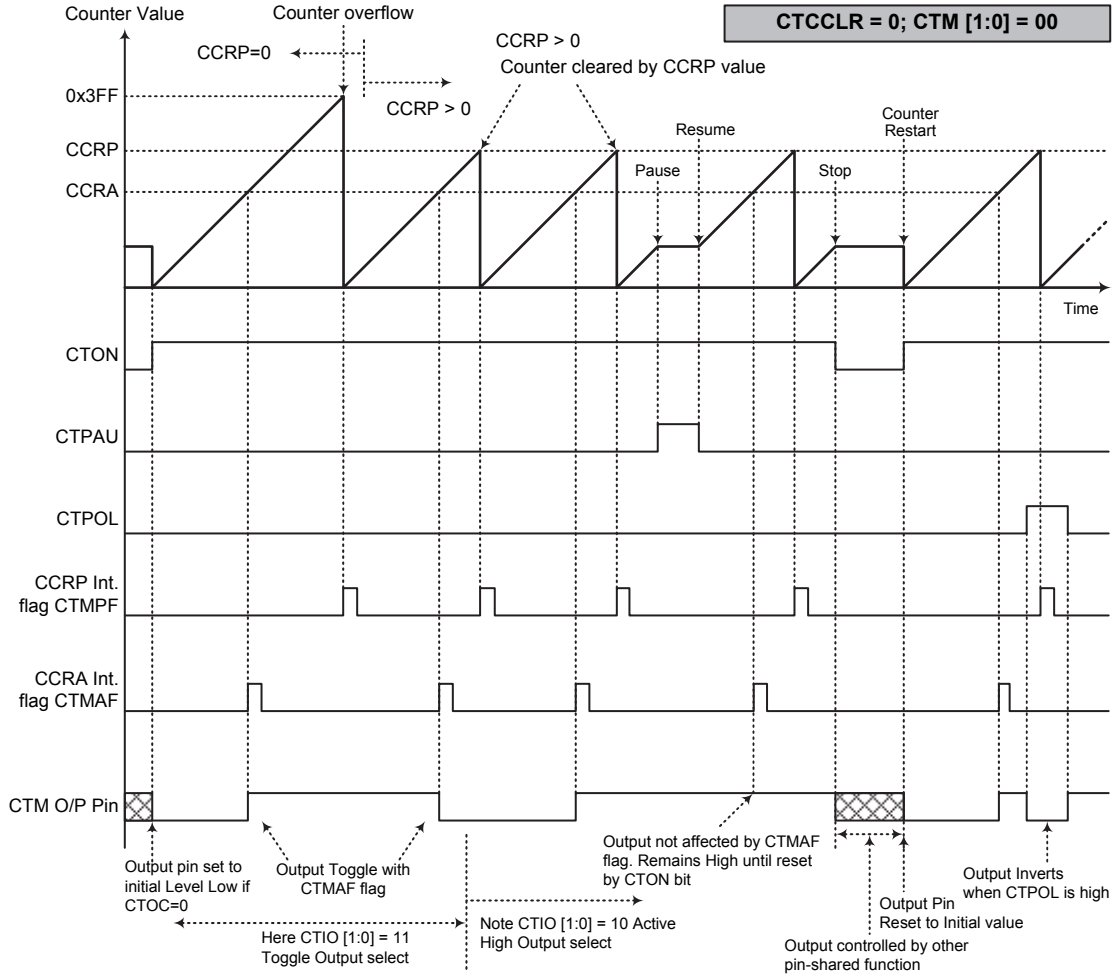 Counter Value
Counter overflow
CTCCLR = 0; CTM [1:0] = 00
CCRP=0
CCRP > 0
CCRP > 0
Counter cleared by CCRP value
0x3FF
CCRP
CCRA
Pause
Resume
Stop
Counter
Restart
Time
CTON
CTPAU
CTPOL
CCRP Int.
flag CTMPF
CCRA Int.
flag CTMAF
CTM O/P Pin
Output pin set to
initial Level Low if
CTOC=0
Output Toggle with
CTMAF flag
Output not affected by CTMAF
flag. Remains High until reset
by CTON bit
Output Inverts
when CTPOL is high
Output Pin
Reset to Initial value
Here CTIO [1:0] = 11
Toggle Output select
Note CTIO [1:0] = 10 Active
High Output select
Output controlled by other
pin-shared function